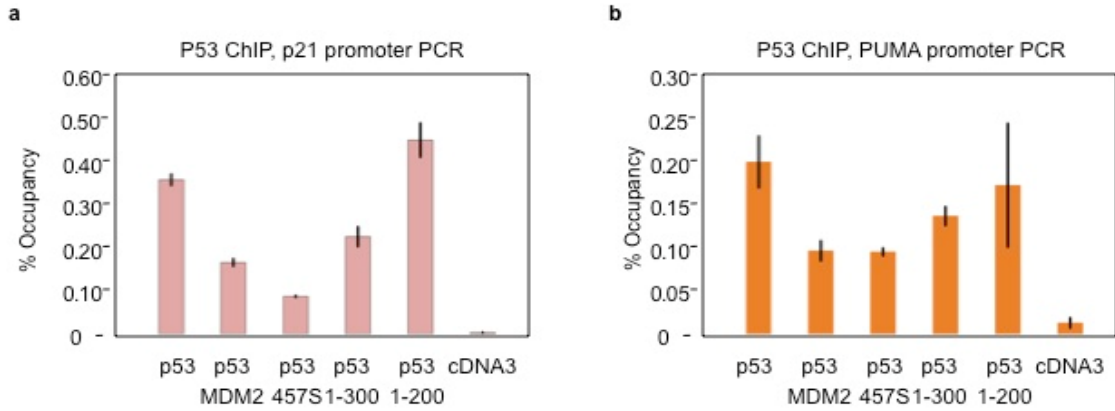 a
P53 ChIP, p21 promoter PCR
% Occupancy
0.60
0.50
0.40
0.30
0.20
0.10
0
p53 p53 p53 p53 p53 cDNA3
MDM2 457S 1-300 1-200
b
P53 ChIP, PUMA promoter PCR
% Occupancy
0.30
0.25
0.20
0.15
0.10
0.05
0
p53 p53 p53 p53 p53 cDNA3
MDM2 457S 1-300 1-200